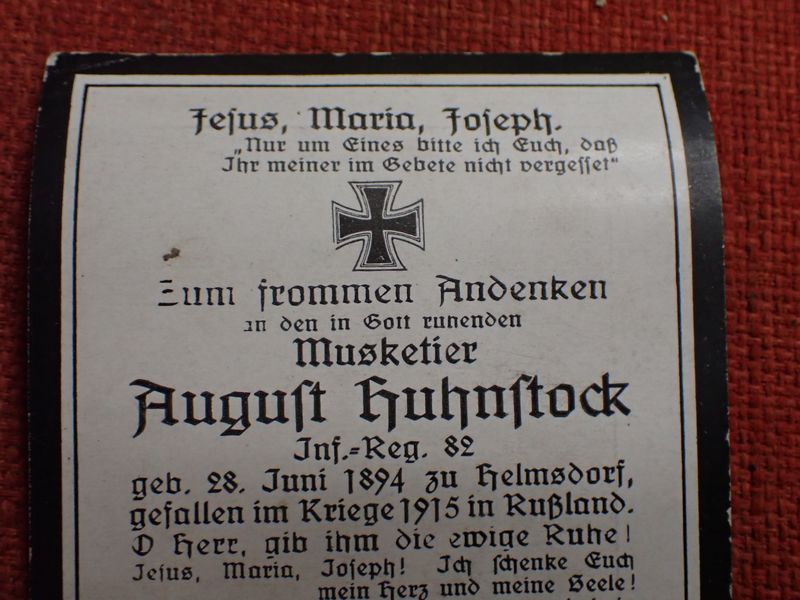 Jesus, Maria, Joseph.
„Nur um Eines bitte ich Euch, daß
Ihr meiner im Gebete nicht vergesset“
Zum frommen Andenken
an den in Gott ruhenden
Musketier
August Huhnstock
Inf.=Reg. 82
geb. 28. Juni 1894 zu Helmsdorf,
gefallen im Kriege 1915 in Rußland.
O Herr, gib ihm die ewige Ruhe!
Jesus, Maria, Joseph! Ich schenke Euch
mein Herz und meine Seele!